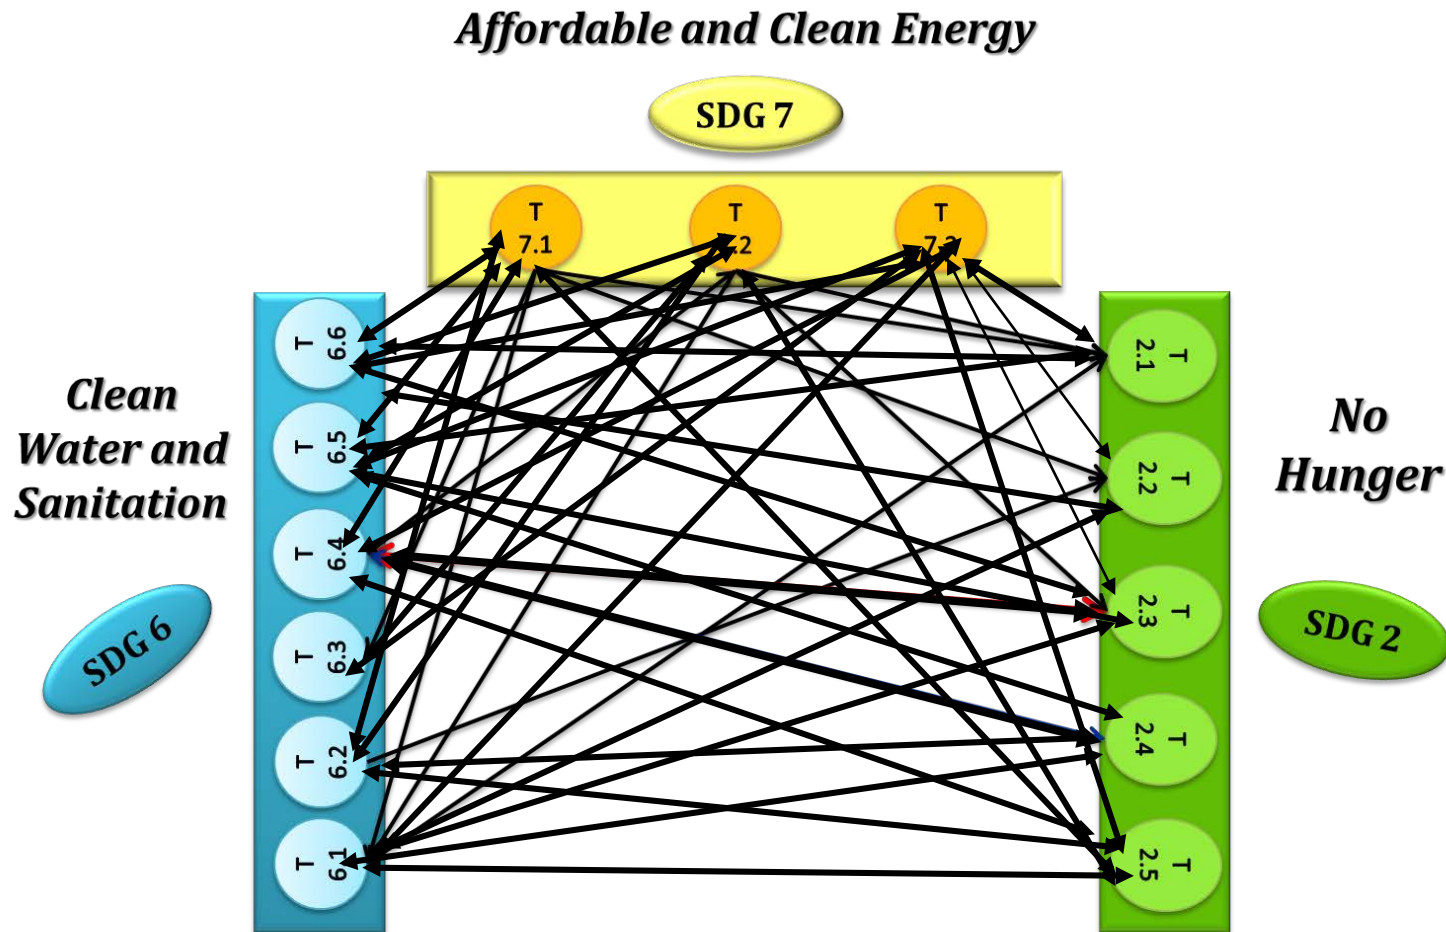 Affordable and Clean Energy
SDG 7
T
7.1
T
.2
T
7.
Clean
Water and
Sanitation
SDG 6
T
6.6
T
6.5
T
6.4
T
6.3
T
6.2
T
6.1
T
2.1
T
2.2
T
2.3
T
2.4
T
2.5
No
Hunger
SDG 2